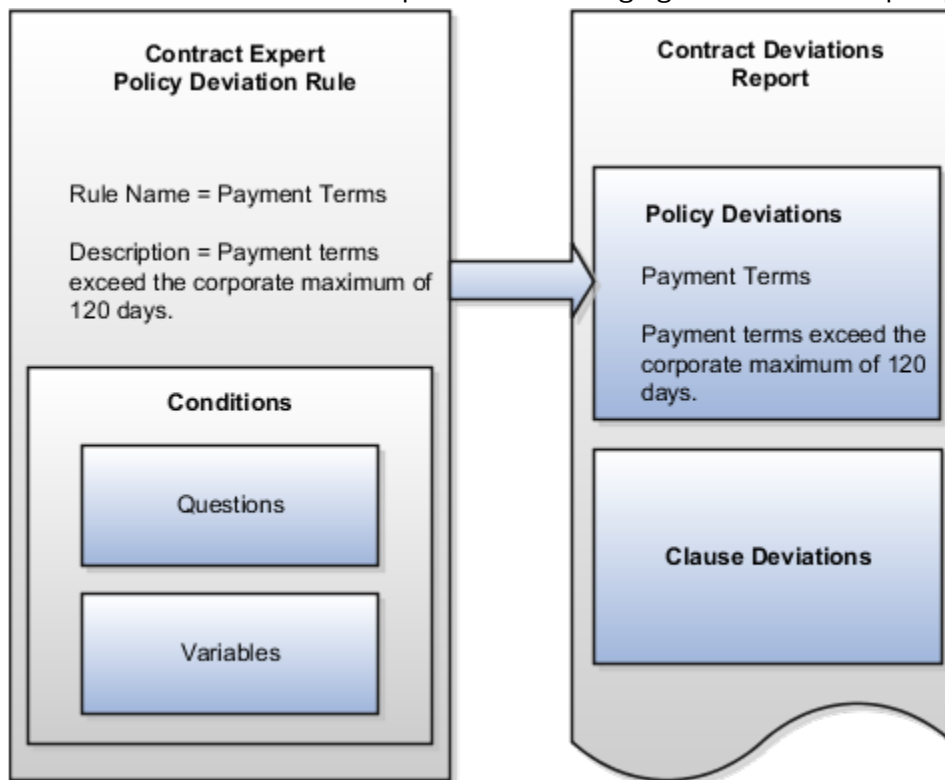 Contract Expert
Policy Deviation Rule
Rule Name = Payment Terms
Description = Payment terms
exceed the corporate maximum of
120 days.
Conditions
Questions
Variables
Contract Deviations
Report
Policy Deviations
Payment Terms
Payment terms exceed the
corporate maximum of 120
days.
Clause Deviations